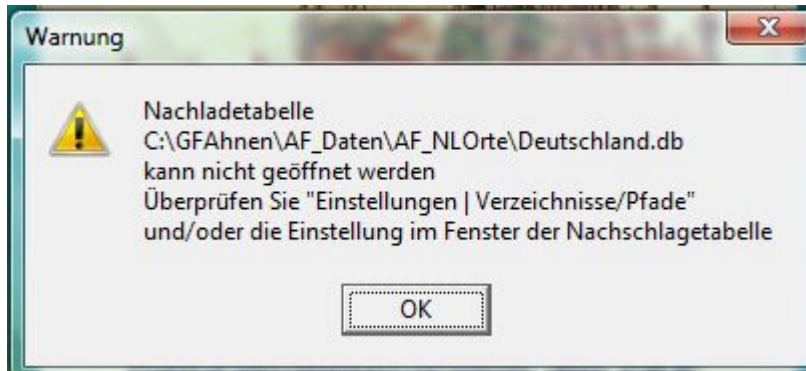 Warnung
Nachladetabelle
C:\GFAhnen\AF_Daten\AF_NLOrte\Deutschland.db
kann nicht geöffnet werden
Überprüfen Sie "Einstellungen | Verzeichnisse/Pfade"
und/oder die Einstellung im Fenster der Nachschlagetabelle
OK